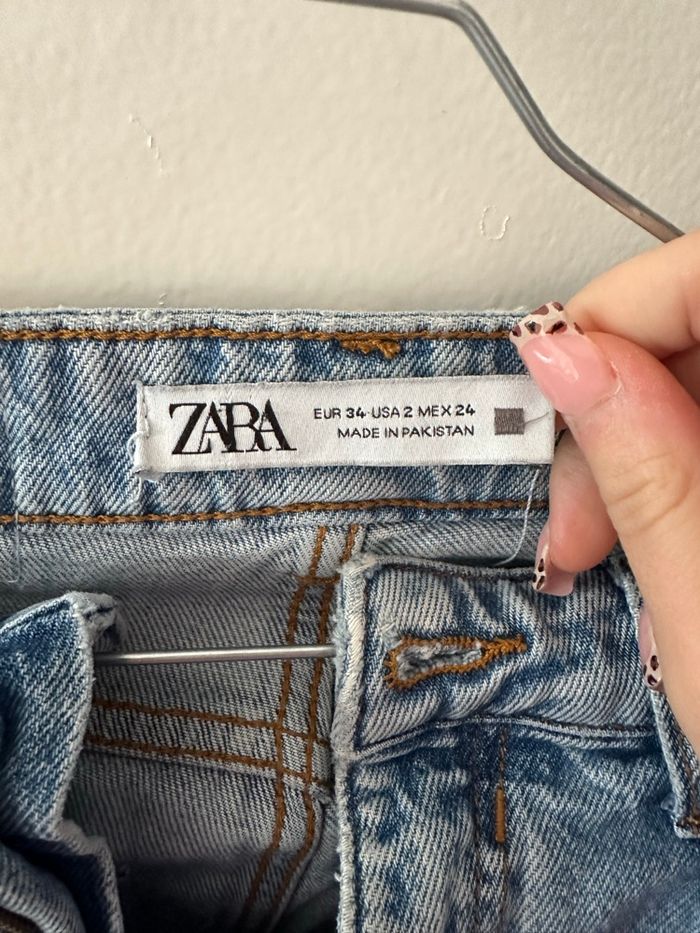 ZARA
EUR 34 USA 2 MEX 24
MADE IN PAKISTAN